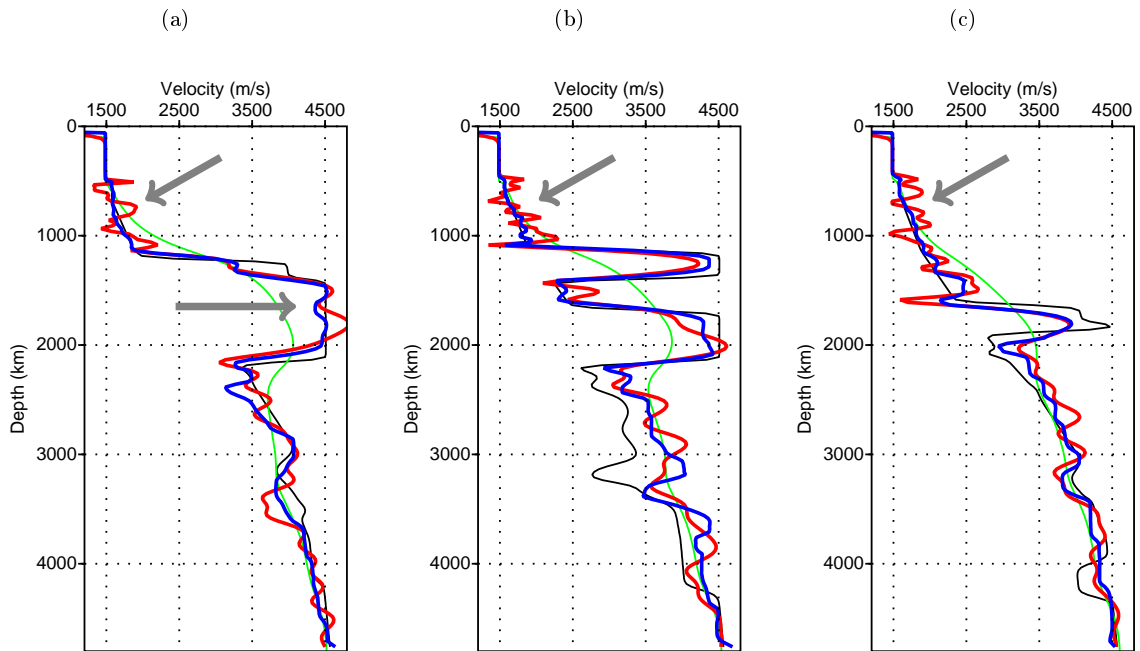 (a) (b) (c)
Velocity (m/s) Velocity (m/s) Velocity (m/s)
1500 2500 3500 4500 1500 2500 3500 4500 1500 2500 3500 4500
0 0 0
1000 1000 1000
2000 2000 2000
3000 3000 3000
4000 4000 4000
Depth (km) Depth (km) Depth (km)